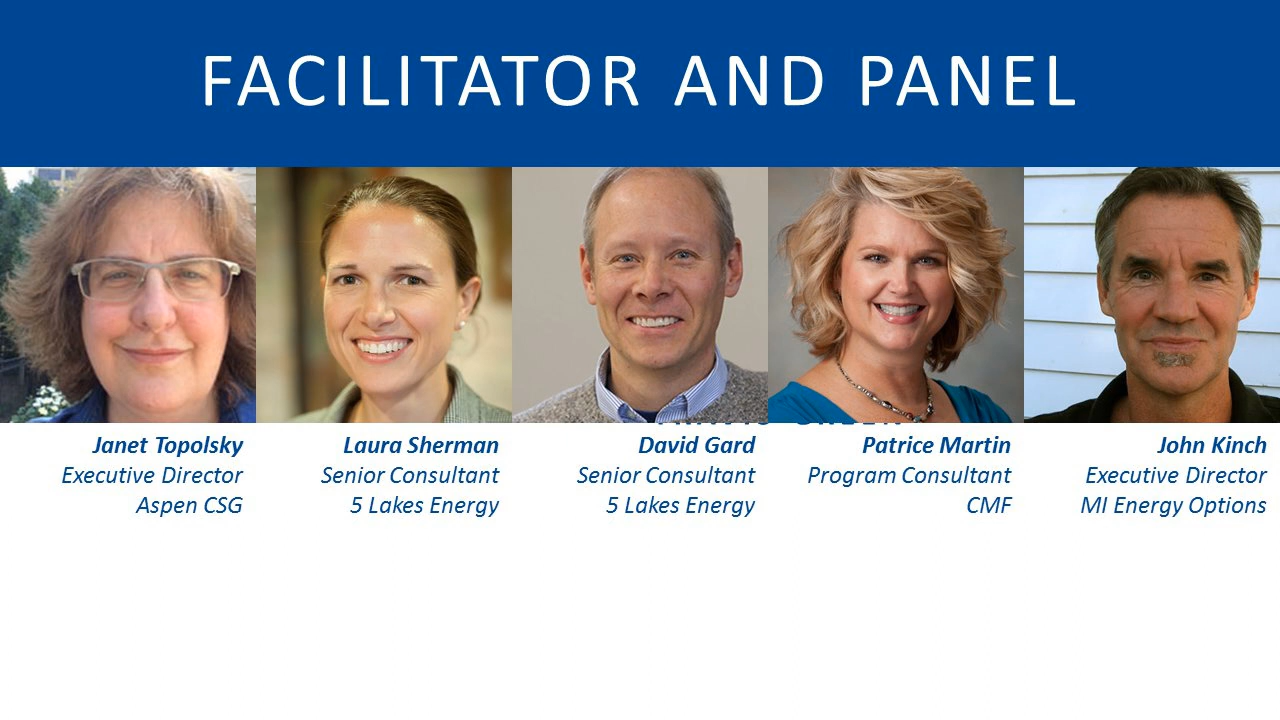 FACILITATOR AND PANEL
Janet Topolsky
Executive Director
Aspen CSG
Laura Sherman
Senior Consultant
5 Lakes Energy
David Gard
Senior Consultant
5 Lakes Energy
Patrice Martin
Program Consultant
CMF
John Kinch
Executive Director
MI Energy Options